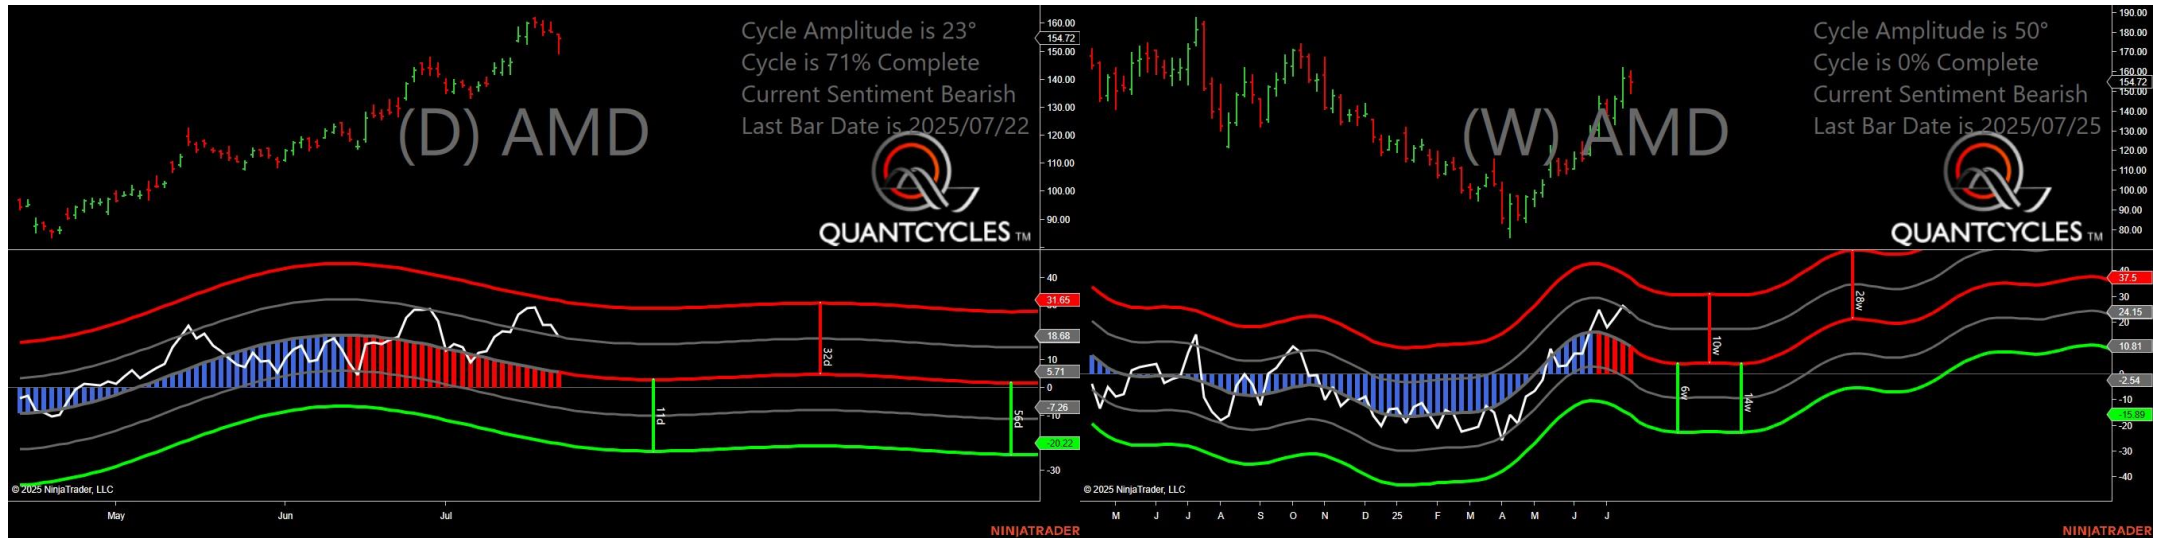 Cycle Amplitude is 23°
Cycle is 71% Complete
Current Sentiment Bearish
Last Bar Date is 2025/07/22
(D) AMD
QUANTCYCLES TM
160.00
154.72
150.00
140.00
130.00
120.00
110.00
100.00
90.00
40
31.65
18.68
10
5.71
0
-7.26
-10
-20.22
-30
32d
11d
56d
© 2025 NinjaTrader, LLC
May
Jun
Jul
NINJATRADER
Cycle Amplitude is 50°
Cycle is 0% Complete
Current Sentiment Bearish
Last Bar Date is 2025/07/25
(W) AMD
QUANTCYCLES TM
190.00
180.00
170.00
160.00
154.72
150.00
140.00
130.00
120.00
110.00
100.00
90.00
80.00
40
37.5
30
24.15
20
10.81
0
-2.54
-10
-15.89
-20
-30
-40
28w
10w
6w
14w
© 2025 NinjaTrader, LLC
M
J
J
A
S
O
N
D
25
F
M
A
M
J
J
NINJATRADER